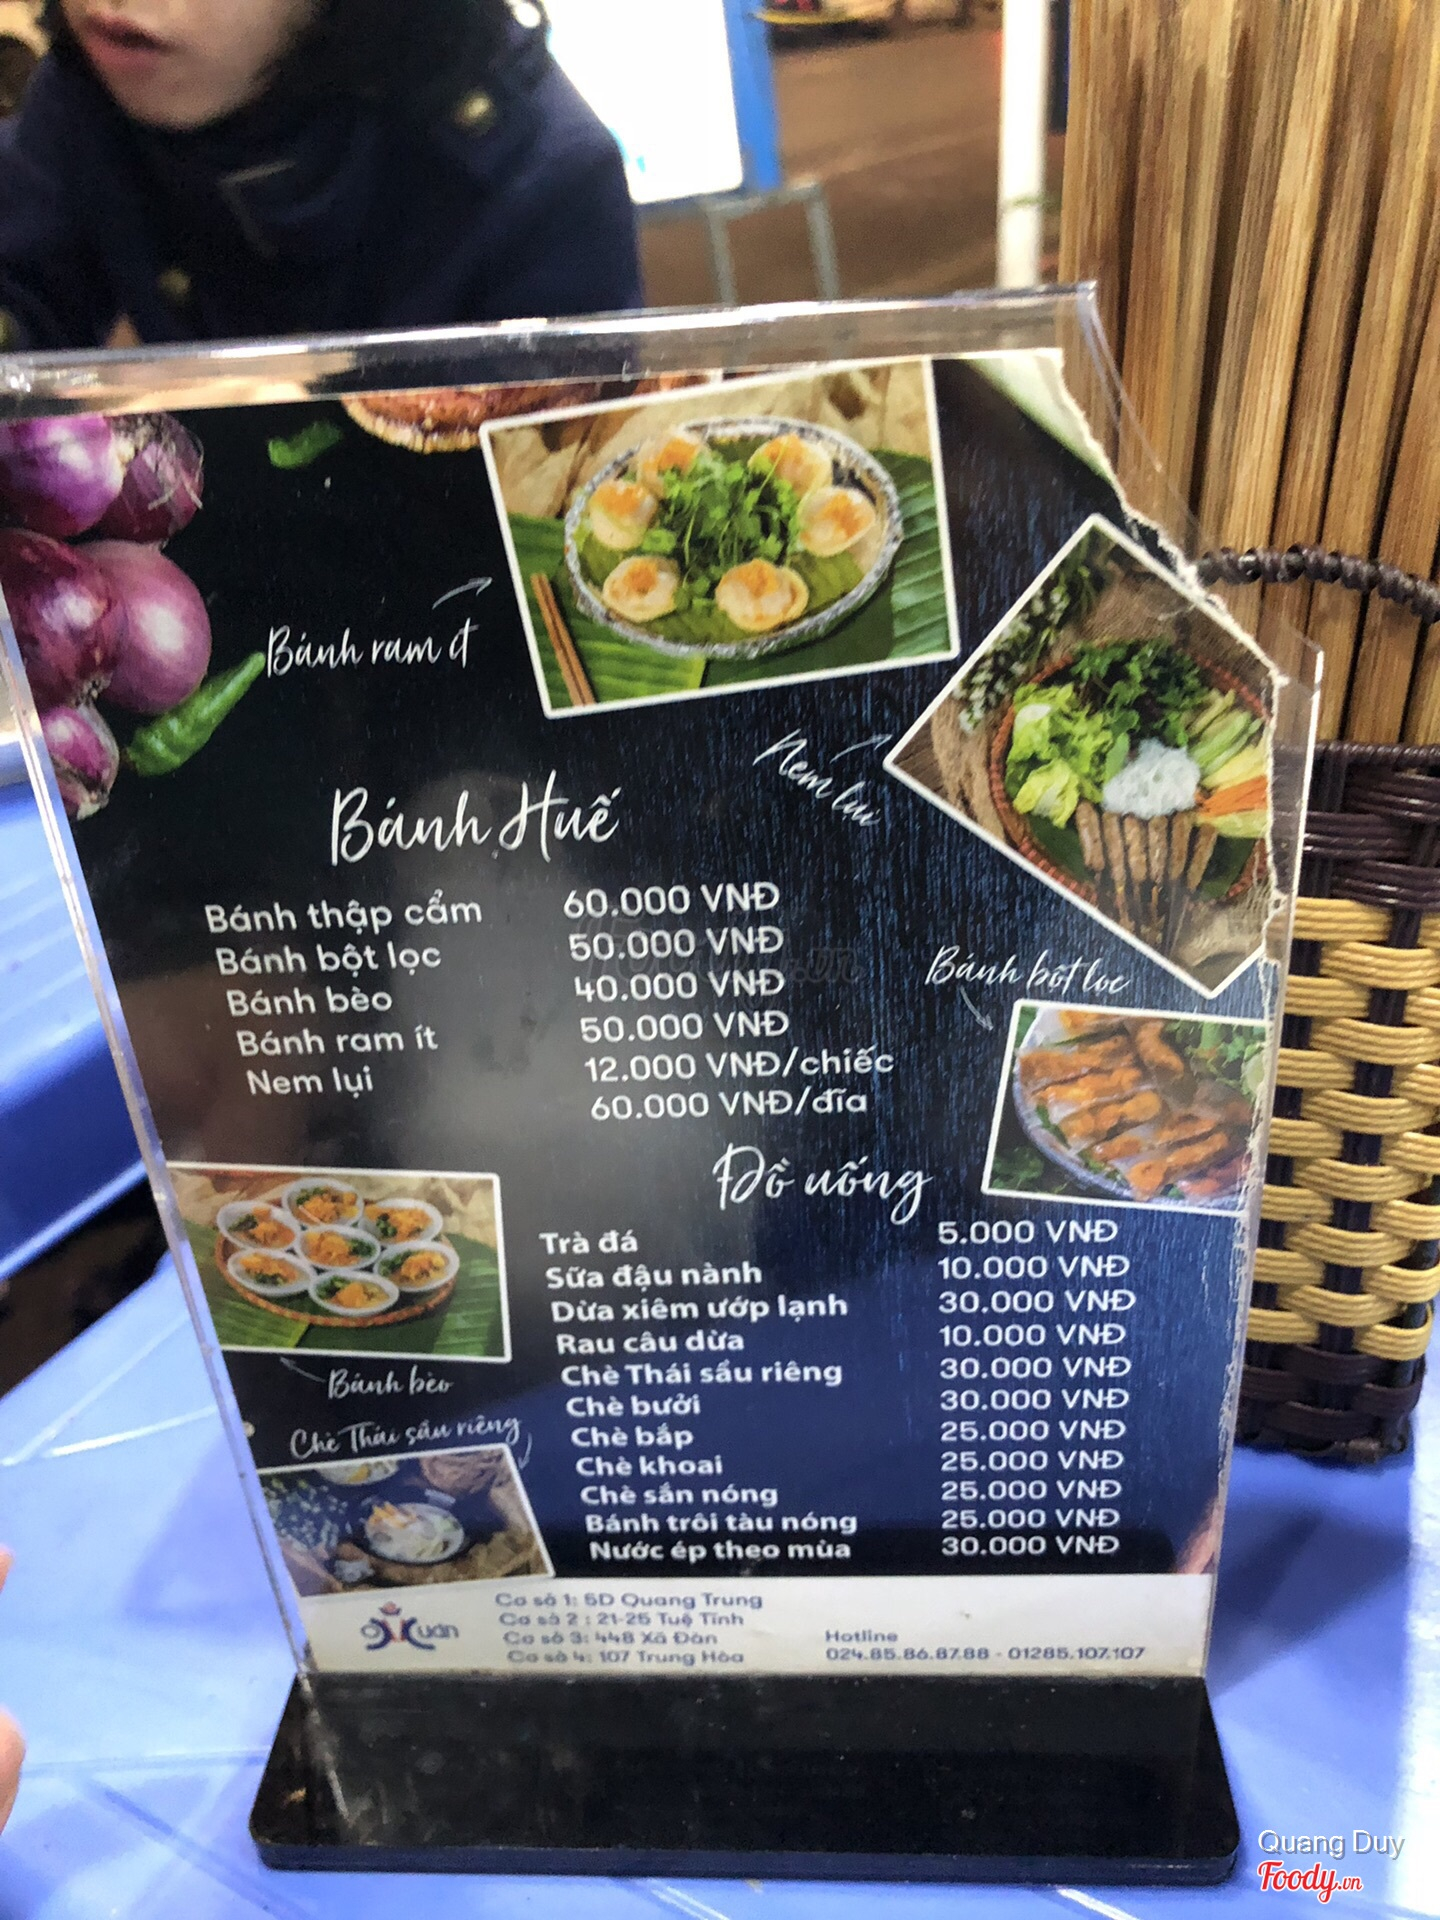 Bánh ram ít
Nem lụi
Bánh Huế
Bánh thập cẩm 60.000 VNĐ
Bánh bột lọc 50.000 VNĐ
Bánh bèo 40.000 VNĐ
Bánh ram ít 50.000 VNĐ
Nem lụi 12.000 VNĐ/chiếc
60.000 VNĐ/đĩa
Bánh bột lọc
Đồ uống
Trà đá 5.000 VNĐ
Sữa đậu nành 10.000 VNĐ
Dừa xiêm ướp lạnh 30.000 VNĐ
Rau câu dừa 10.000 VNĐ
Chè Thái sầu riêng 30.000 VNĐ
Chè bưởi 30.000 VNĐ
Chè bắp 25.000 VNĐ
Chè khoai 25.000 VNĐ
Chè sắn nóng 25.000 VNĐ
Bánh trôi tàu nóng 25.000 VNĐ
Nước ép theo mùa 30.000 VNĐ
Bánh bèo
Chè Thái sầu riêng
Cơ sở 1: 5D Quang Trung
Cơ sở 2 : 21-25 Tuệ Tĩnh
Cơ sở 3: 448 Xã Đàn
Cơ sở 4: 107 Trung Hòa
Hotline
024.85.86.87.88 - 01285.107.107
Quang Duy
Foody.vn